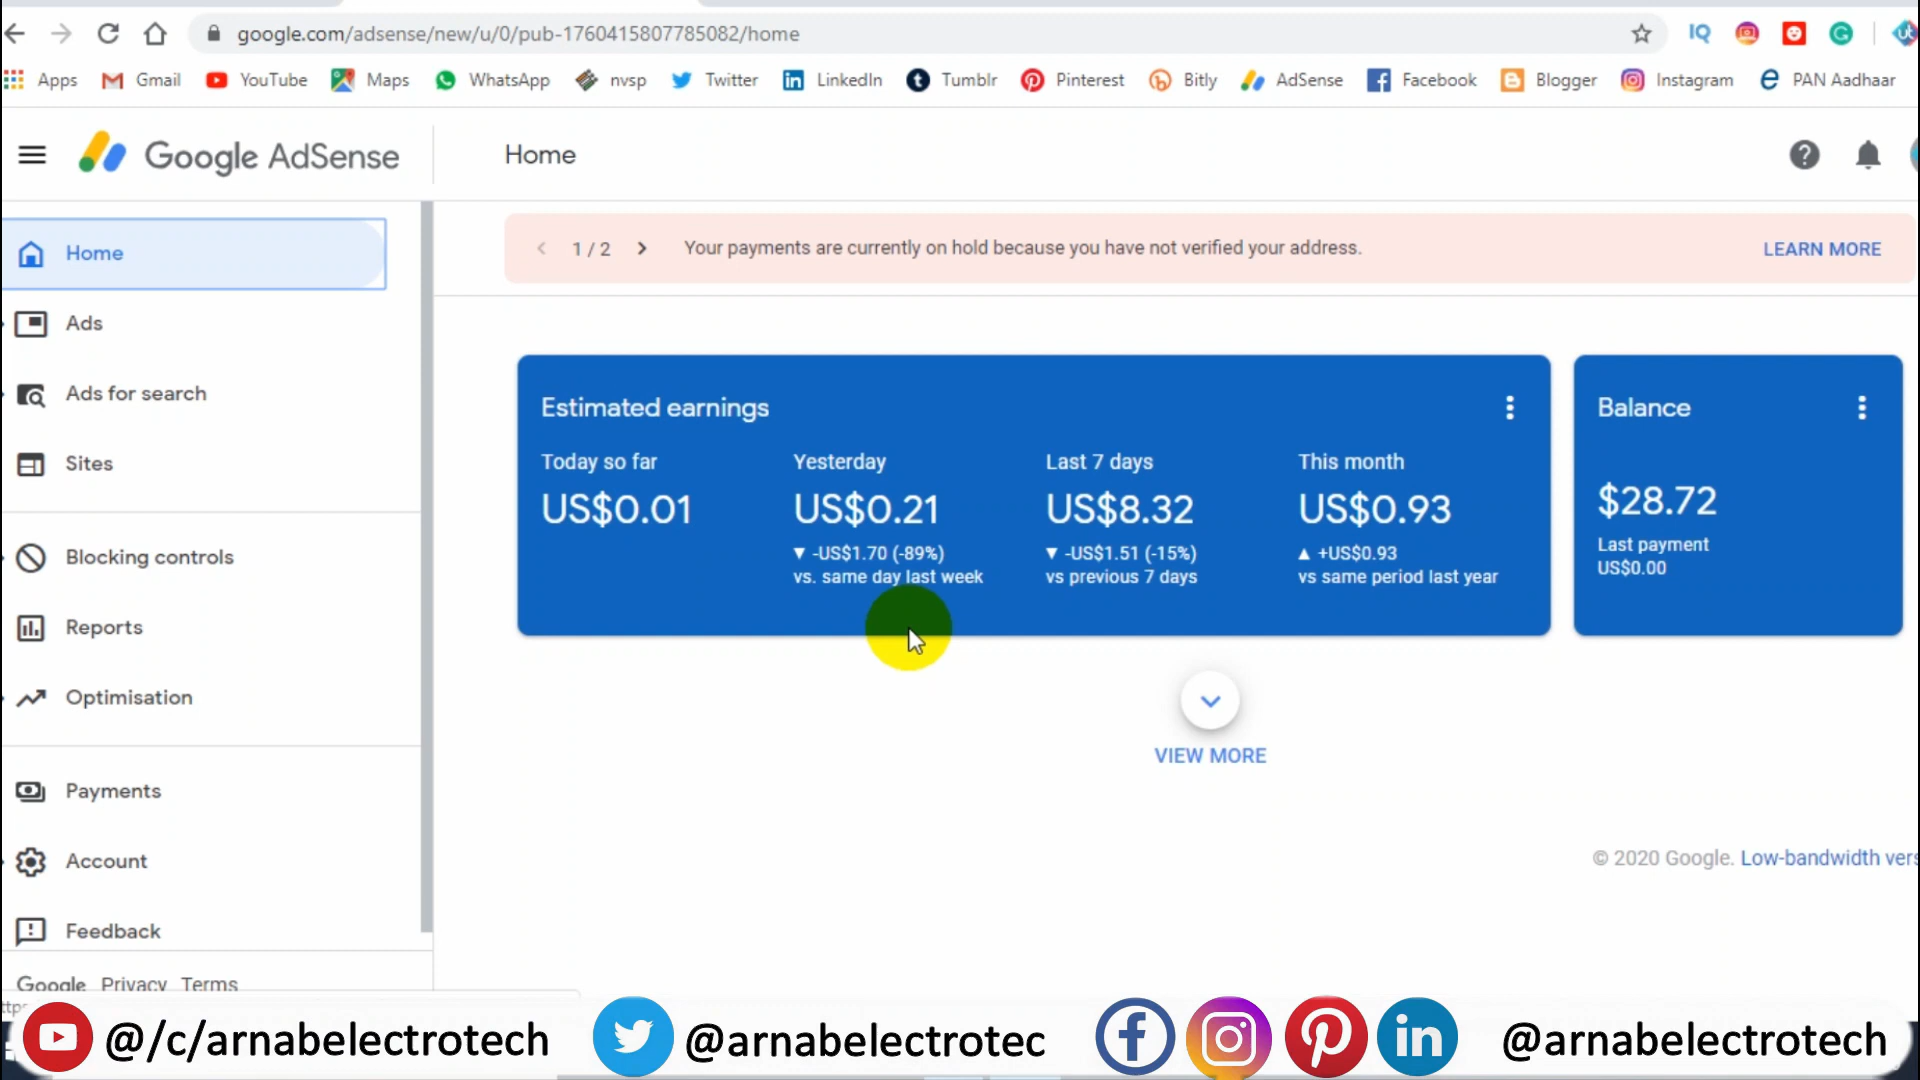 google.com/adsense/new/u/0/pub-1760415807785082/home
IQ
Apps Gmail YouTube Maps WhatsApp nvsp Twitter LinkedIn Tumblr Pinterest Bitly AdSense Facebook Blogger Instagram PAN Aadhaar
Google AdSense
Home
Home
Ads
Ads for search
Sites
Blocking controls
Reports
Optimisation
Payments
Account
Feedback
Google Privacy Terms
1 / 2 Your payments are currently on hold because you have not verified your address. LEARN MORE
Estimated earnings
Today so far
US$0.01
Yesterday
US$0.21
-US$1.70 (-89%)
vs. same day last week
Last 7 days
US$8.32
-US$1.51 (-15%)
vs previous 7 days
This month
US$0.93
+US$0.93
vs same period last year
Balance
$28.72
Last payment
US$0.00
VIEW MORE
© 2020 Google. Low-bandwidth vers
@/c/arnabelectrotech @arnabelectrotec @arnabelectrotech